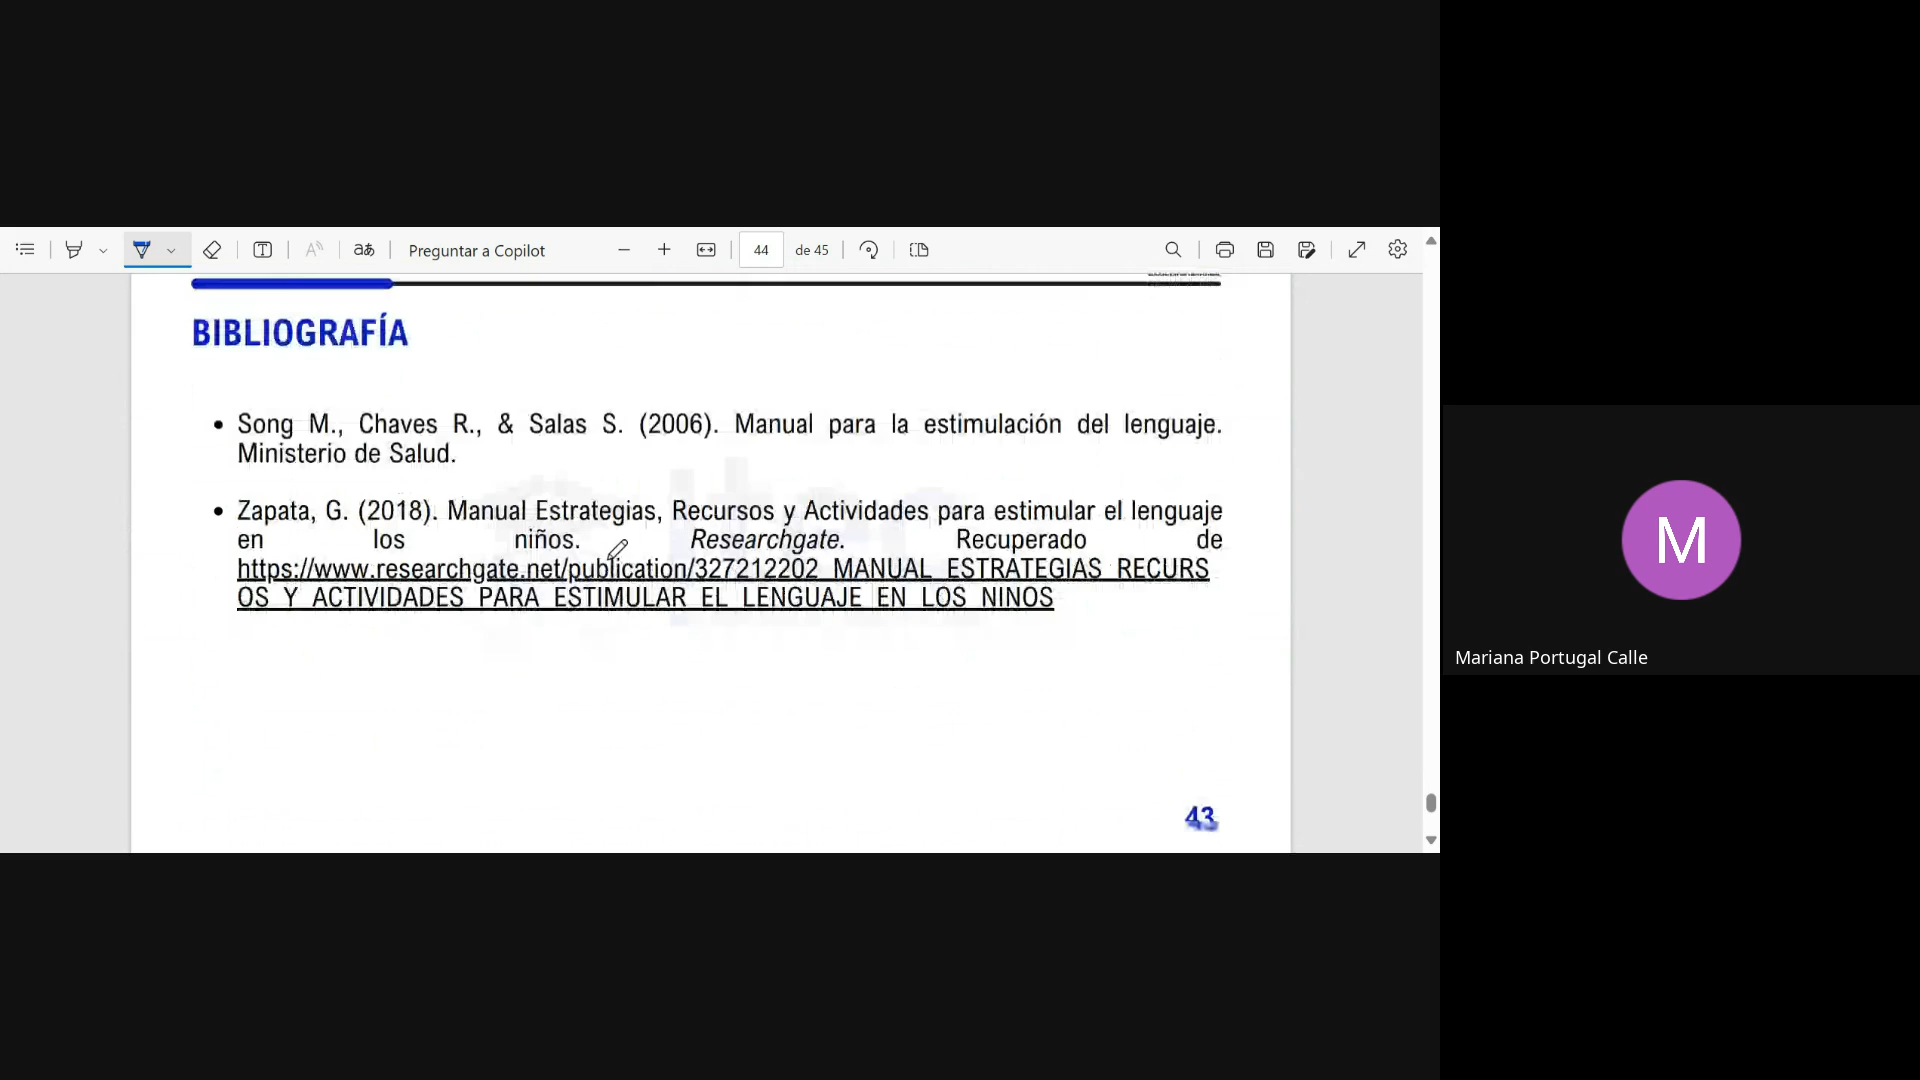 Preguntar a Copilot
44 de 45
BIBLIOGRAFÍA
• Song M., Chaves R., & Salas S. (2006). Manual para la estimulación del lenguaje.
Ministerio de Salud.
• Zapata, G. (2018). Manual Estrategias, Recursos y Actividades para estimular el lenguaje
en los niños. Researchgate. Recuperado de
https://www.researchgate.net/publication/327212202_MANUAL_ESTRATEGIAS_RECURS
OS_Y_ACTIVIDADES_PARA_ESTIMULAR_EL_LENGUAJE_EN_LOS_NINOS
43
M
Mariana Portugal Calle